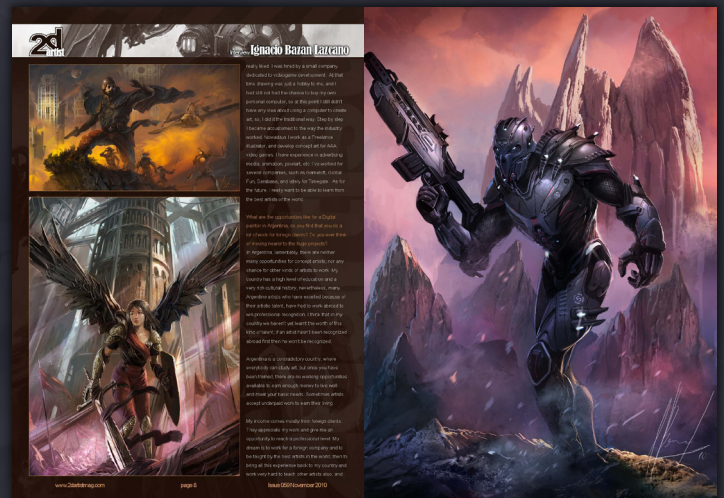 2d artist
interview Ignacio Bazan Lazcano
really liked. I was hired by a small company
dedicated to videogame development. At that
time drawing was just a hobby to me, and I
had still not had the chance to buy my own
personal computer, so at this point I still didn't
have any idea about using a computer to create
art, so, I did it the traditional way. Step by step
I became accustomed to the way the industry
worked. Nowadays I work as a Freelance
Illustrator, and develop concept art for AAA
video games. I have experience in advertising
media, animation, pixelart, etc. I've worked for
several companies, such as Gameloft, Global
Fun, Sabarasa, and lately for Timegate. As for
the future, I really want to be able to learn from
the best artists of the world.
What are the opportunities like for a Digital
painter in Argentina, do you find that you do a
lot of work for foreign clients? Do you ever think
of moving nearer to the huge projects?
In Argentina, lamentably, there are neither
many opportunities for concept artists, nor any
chance for other kinds of artists to work. My
country has a high level of education and a
very rich cultural history, nevertheless, many
Argentine artists who have excelled because of
their artistic talent, have had to work abroad to
win professional recognition. I think that in my
country we haven't yet learnt the worth of this
kind of talent. If an artist hasn't been recognized
abroad first then he won't be recognized.
Argentina is a contradictory country, where
everybody can study art, but once you have
been trained, there are no working opportunities
available to earn enough money to live well
and cover your basic needs. Sometimes artists
accept underpaid work to earn their living.
My income comes mostly from foreign clients.
They appreciate my work and give me an
opportunity to reach a professional level. My
dream is to work for a foreign company and to
be taught by the best artists in the world, then to
bring all this experience back to my country and
work very hard to teach other artists also, and
www.2dartistmag.com
page 8
Issue 059 November 2010